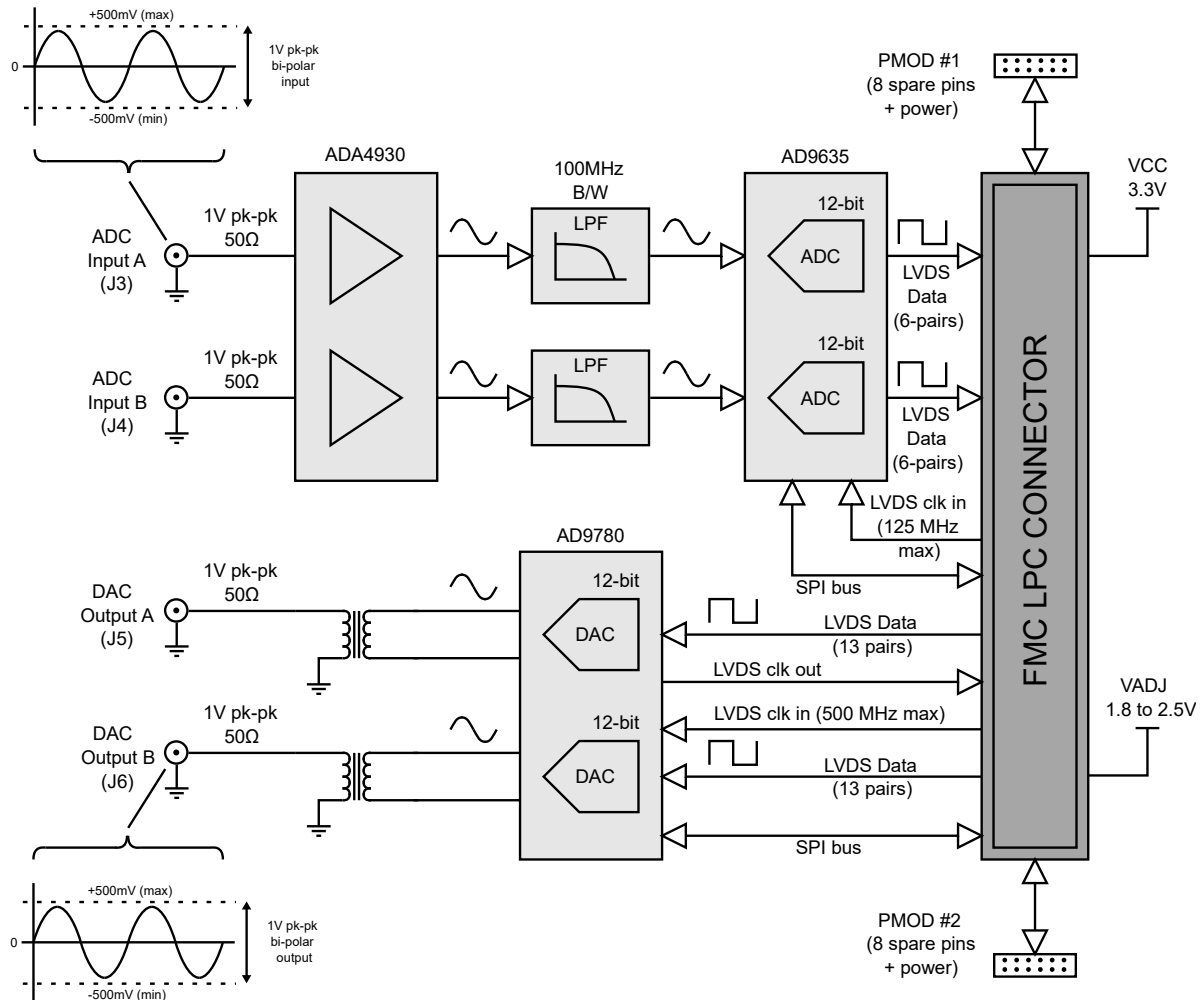 +500mV (max)
0
1V pk-pk
bi-polar
input
-500mV (min)
PMOD #1
(8 spare pins
+ power)
ADA4930
100MHz
B/W
AD9635
VCC
3.3V
ADC
Input A
(J3)
1V pk-pk
50Ω
LPF
12-bit
ADC
LVDS
Data
(6-pairs)
ADC
Input B
(J4)
1V pk-pk
50Ω
LPF
12-bit
ADC
LVDS
Data
(6-pairs)
FMC LPC CONNECTOR
LVDS clk in
(125 MHz
max)
SPI bus
AD9780
DAC
Output A
(J5)
1V pk-pk
50Ω
12-bit
DAC
LVDS Data
(13 pairs)
LVDS clk out
VADJ
1.8 to 2.5V
DAC
Output B
(J6)
1V pk-pk
50Ω
12-bit
DAC
LVDS clk in (500 MHz max)
LVDS Data
(13 pairs)
SPI bus
+500mV (max)
0
1V pk-pk
bi-polar
output
-500mV (min)
PMOD #2
(8 spare pins
+ power)